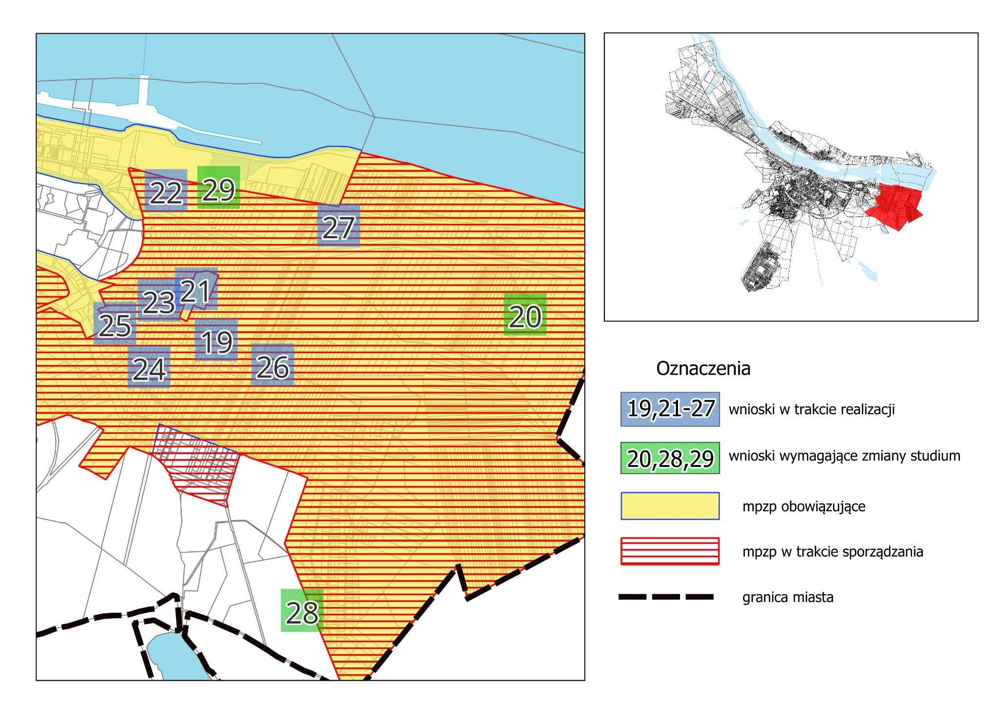 22
29
27
21
23
20
25
19
24
26
28
Oznaczenia
19,21-27 wnioski w trakcie realizacji
20,28,29 wnioski wymagające zmiany studium
mpzp obowiązujące
mpzp w trakcie sporządzania
granica miasta